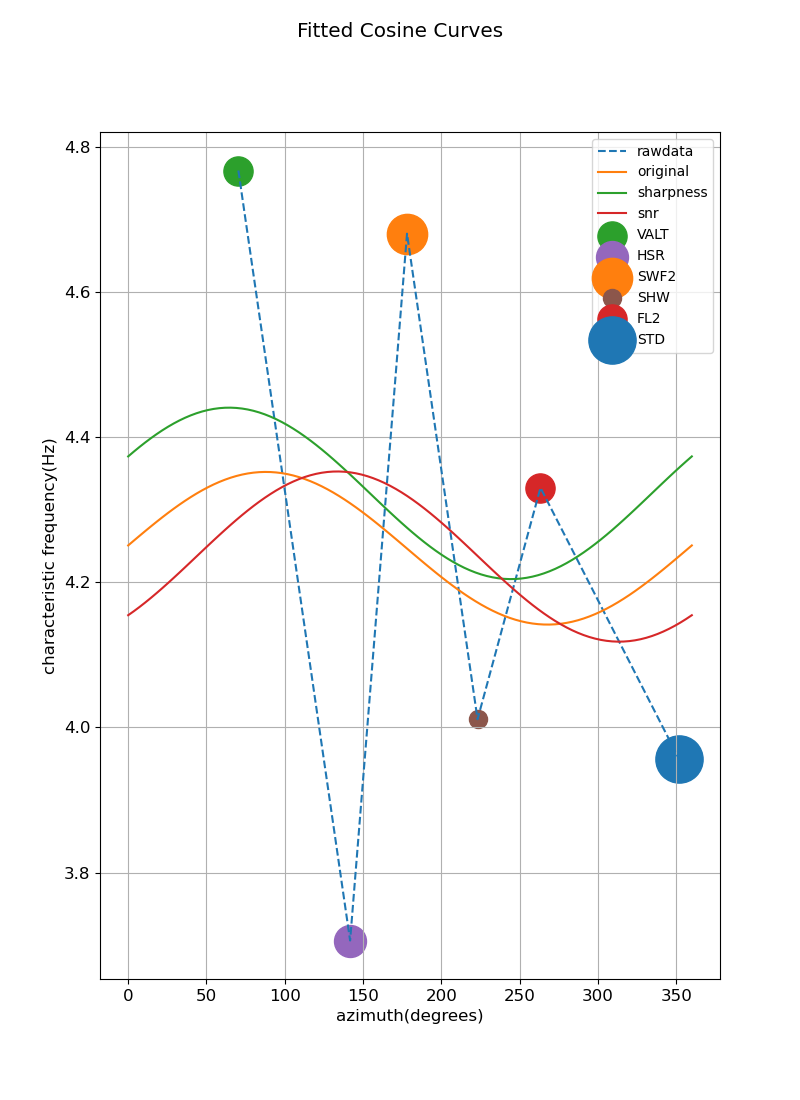 Fitted Cosine Curves
4.8
4.6
4.4
4.2
4.0
3.8
characteristic frequency(Hz)
rawdata
original
sharpness
snr
VALT
HSR
SWF2
SHW
FL2
STD
0 50 100 150 200 250 300 350
azimuth(degrees)